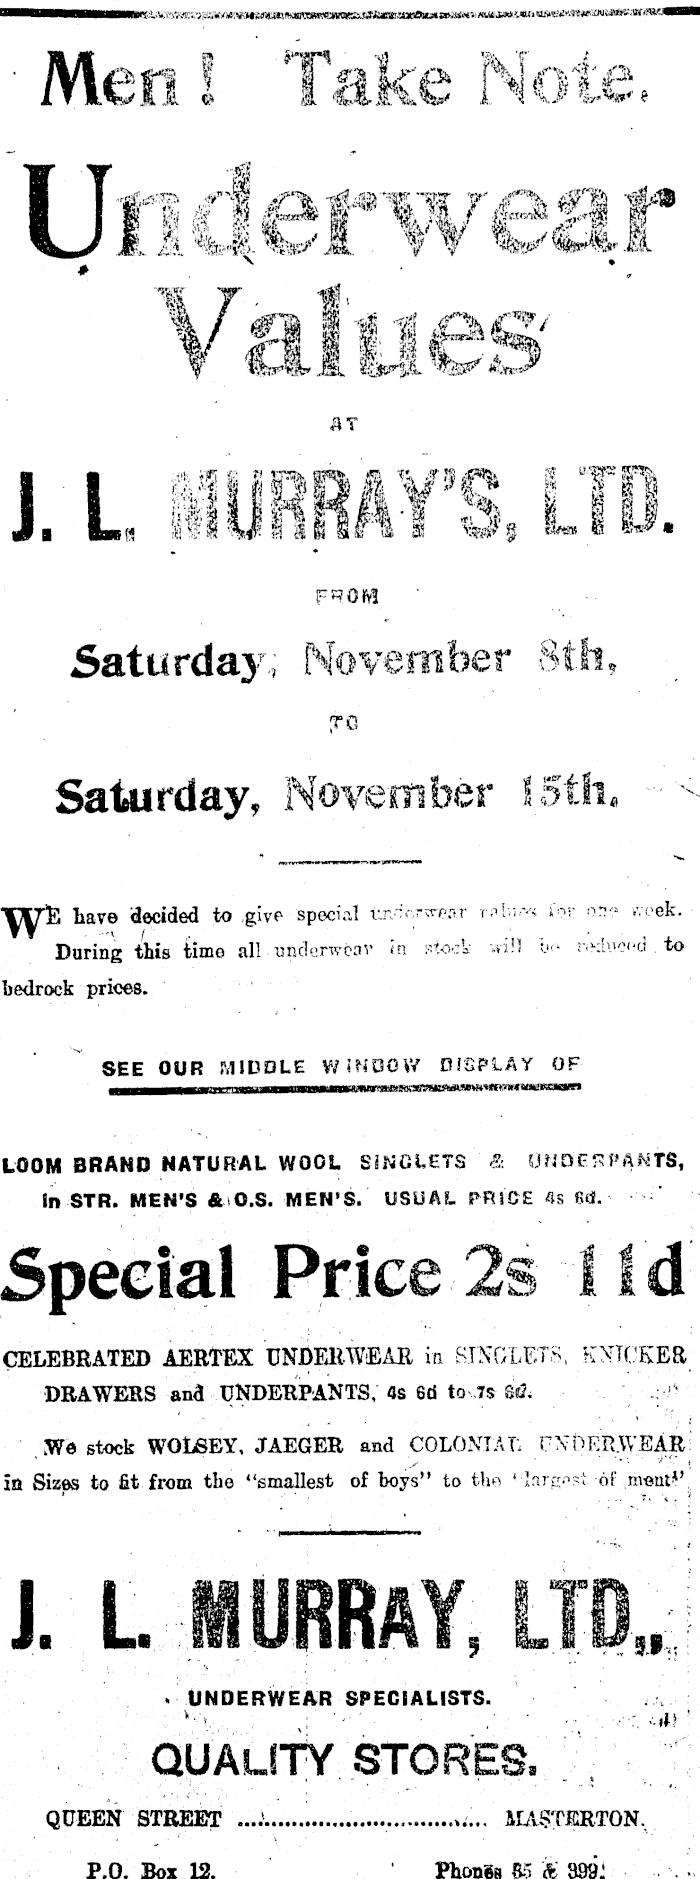 Men! Take Note.
Underwear
Values
AT
J. L. MURRAY'S, LTD.
FROM
Saturday, November 8th,
TO
Saturday, November 15th.
WE have decided to give special underwear values for one week.
During this time all underwear in stock will be reduced to
bedrock prices.
SEE OUR MIDDLE WINDOW DISPLAY OF
LOOM BRAND NATURAL WOOL SINGLETS & UNDERPANTS,
in STR. MEN'S & O.S. MEN'S. USUAL PRICE 4s 6d.
Special Price 2s 11d
CELEBRATED AERTEX UNDERWEAR in SINGLETS, KNICKER
DRAWERS and UNDERPANTS, 4s 6d to 7s 6d.
We stock WOLSEY, JAEGER and COLONIAL UNDERWEAR
in Sizes to fit from the "smallest of boys" to the "largest of men"
J. L. MURRAY, LTD.,
UNDERWEAR SPECIALISTS.
QUALITY STORES.
QUEEN STREET .................................... MASTERTON.
P.O. Box 12. Phones 85 & 399.